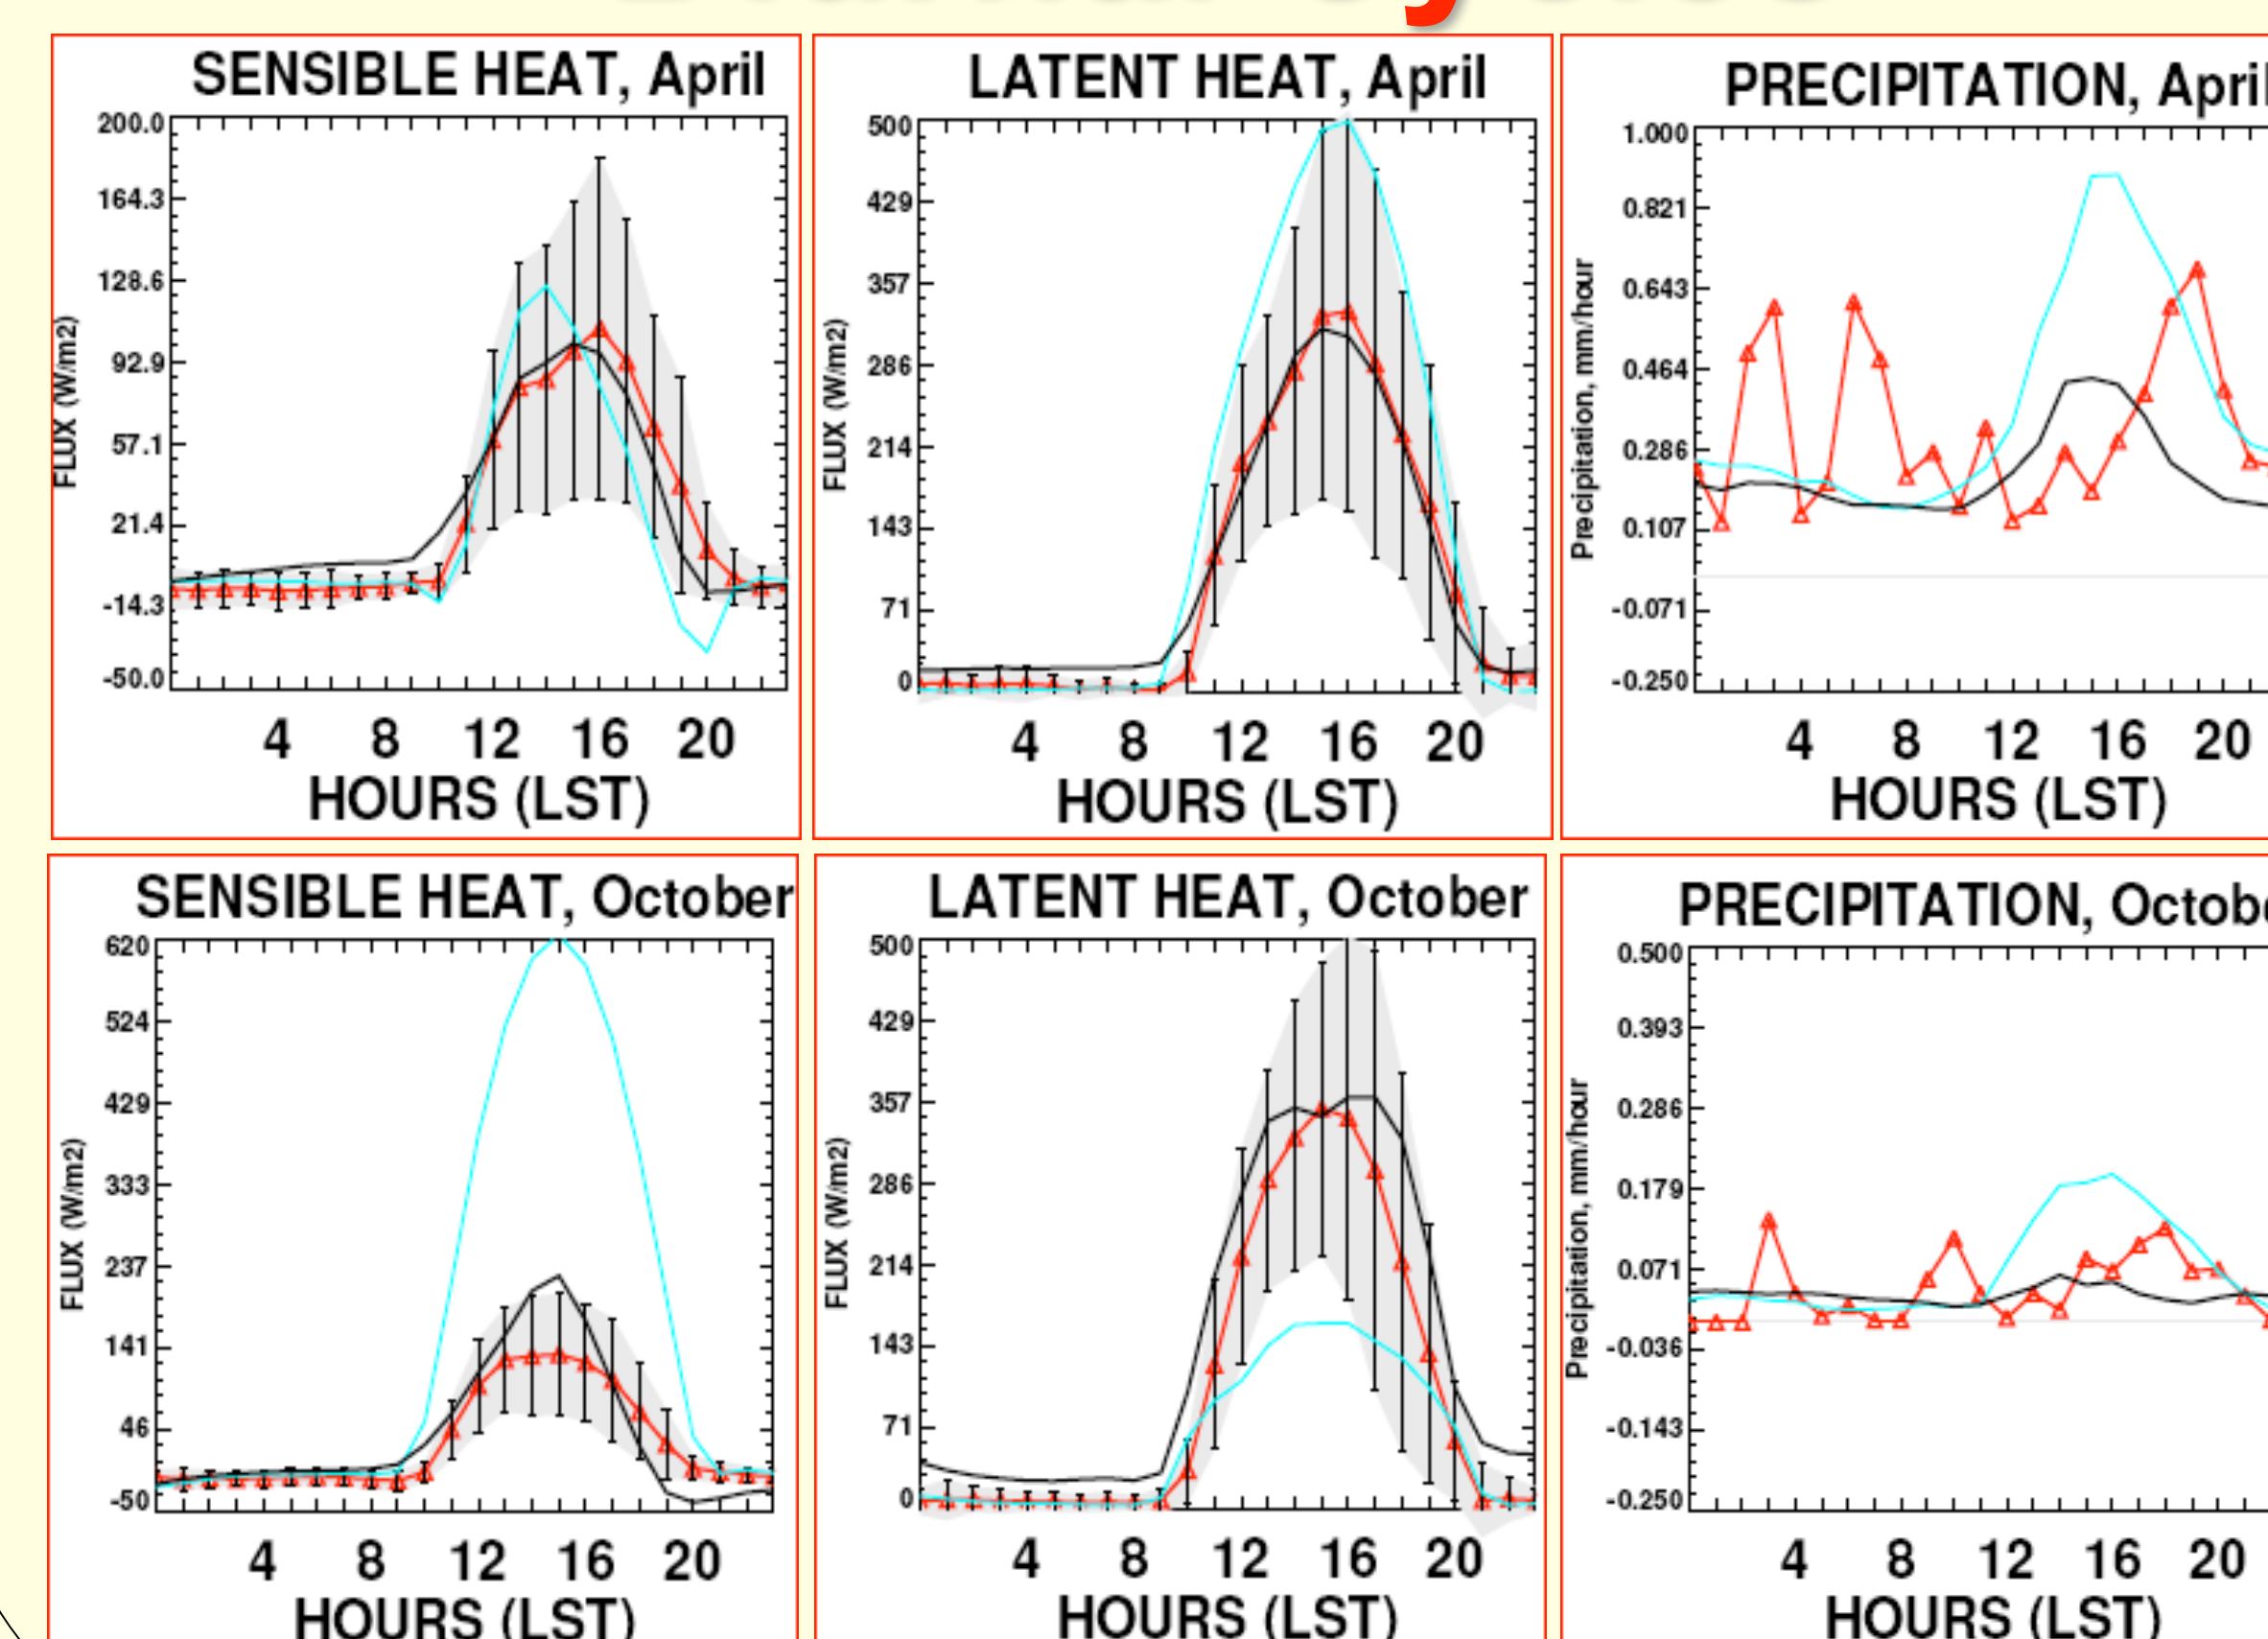 SENSIBLE HEAT, April
200.0
164.3
128.6
92.9
57.1
21.4
-14.3
-50.0
FLUX (W/m2)
4 8 12 16 20
HOURS (LST)
LATENT HEAT, April
500
429
357
286
214
143
71
0
FLUX (W/m2)
4 8 12 16 20
HOURS (LST)
PRECIPITATION, April
1.000
0.821
0.643
0.464
0.286
0.107
-0.071
-0.250
Precipitation, mm/hour
4 8 12 16 20
HOURS (LST)
SENSIBLE HEAT, October
620
524
429
333
237
141
46
-50
FLUX (W/m2)
4 8 12 16 20
HOURS (LST)
LATENT HEAT, October
500
429
357
286
214
143
71
0
FLUX (W/m2)
4 8 12 16 20
HOURS (LST)
PRECIPITATION, Octobe
0.500
0.393
0.286
0.179
0.071
-0.036
-0.143
-0.250
Precipitation, mm/hour
4 8 12 16 20
HOURS (LST)